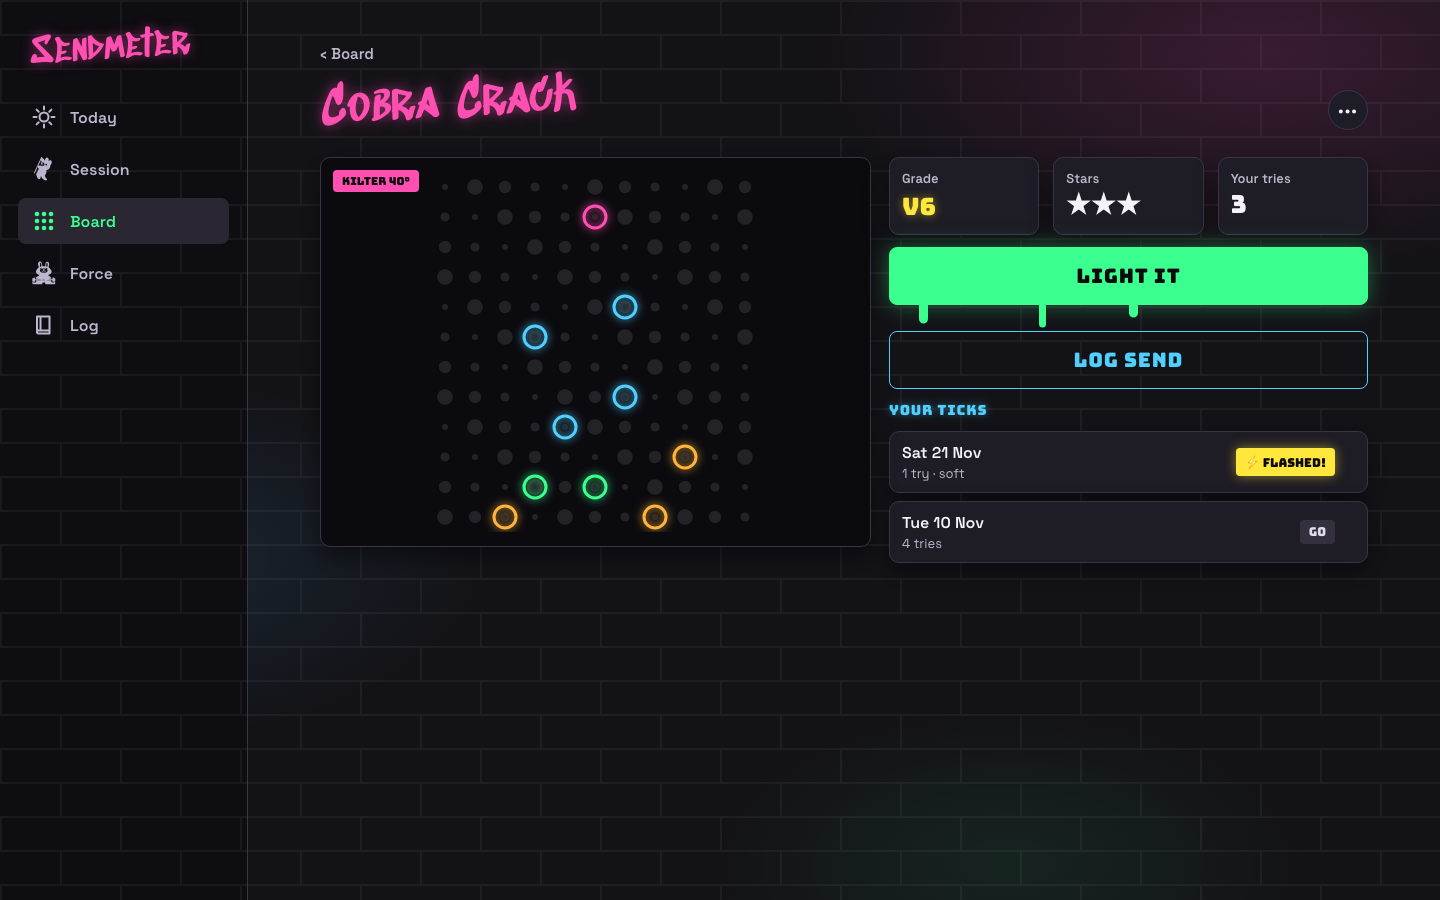 Sendmeter
Today
Session
Board
Force
Log
< Board
Cobra Crack
KILTER 40°
Grade
V6
Stars
★★★
Your tries
3
LIGHT IT
LOG SEND
YOUR TICKS
Sat 21 Nov
1 try · soft
⚡ FLASHED!
Tue 10 Nov
4 tries
GO